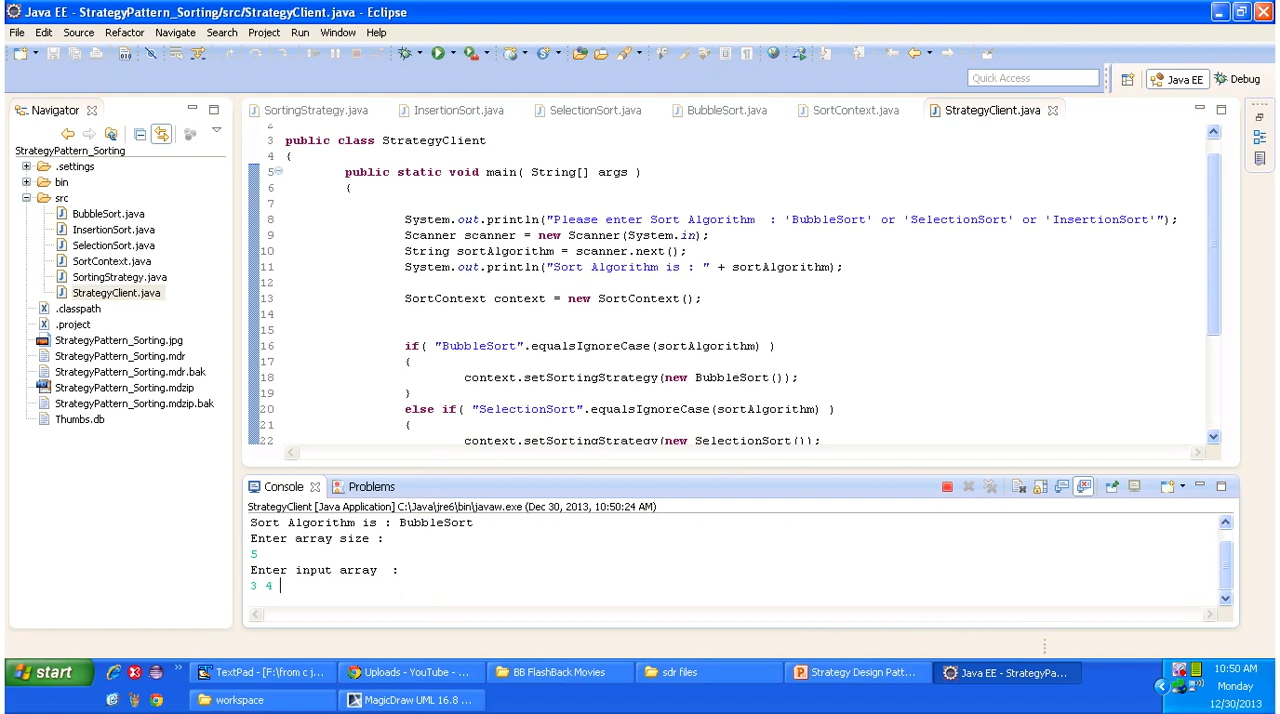 Java EE - StrategyPattern_Sorting/src/StrategyClient.java - Eclipse
File Edit Source Refactor Navigate Search Project Run Window Help
Quick Access
Java EE
Debug
Navigator
SortingStrategy.java InsertionSort.java SelectionSort.java BubbleSort.java SortContext.java StrategyClient.java
StrategyPattern_Sorting
.settings
bin
src
BubbleSort.java
InsertionSort.java
SelectionSort.java
SortContext.java
SortingStrategy.java
StrategyClient.java
.classpath
.project
StrategyPattern_Sorting.jpg
StrategyPattern_Sorting.mdr
StrategyPattern_Sorting.mdr.bak
StrategyPattern_Sorting.mdzip
StrategyPattern_Sorting.mdzip.bak
Thumbs.db
2
3 public class StrategyClient
4 {
5 public static void main( String[] args )
6 {
7
8 System.out.println("Please enter Sort Algorithm  : 'BubbleSort' or 'SelectionSort' or 'InsertionSort'");
9 Scanner scanner = new Scanner(System.in);
10 String sortAlgorithm = scanner.next();
11 System.out.println("Sort Algorithm is : " + sortAlgorithm);
12
13 SortContext context = new SortContext();
14
15
16 if( "BubbleSort".equalsIgnoreCase(sortAlgorithm) )
17 {
18 context.setSortingStrategy(new BubbleSort());
19 }
20 else if( "SelectionSort".equalsIgnoreCase(sortAlgorithm) )
21 {
22 context.setSortingStrategy(new SelectionSort());
Console Problems
StrategyClient [Java Application] C:\Java\jre6\bin\javaw.exe (Dec 30, 2013, 10:50:24 AM)
Sort Algorithm is : BubbleSort
Enter array size :
5
Enter input array  :
3 4
start
TextPad - [F:\from c j...
Uploads - YouTube - ...
BB FlashBack Movies
sdr files
Strategy Design Patt...
Java EE - StrategyPa...
workspace
MagicDraw UML 16.8 ...
10:50 AM
Monday
12/30/2013